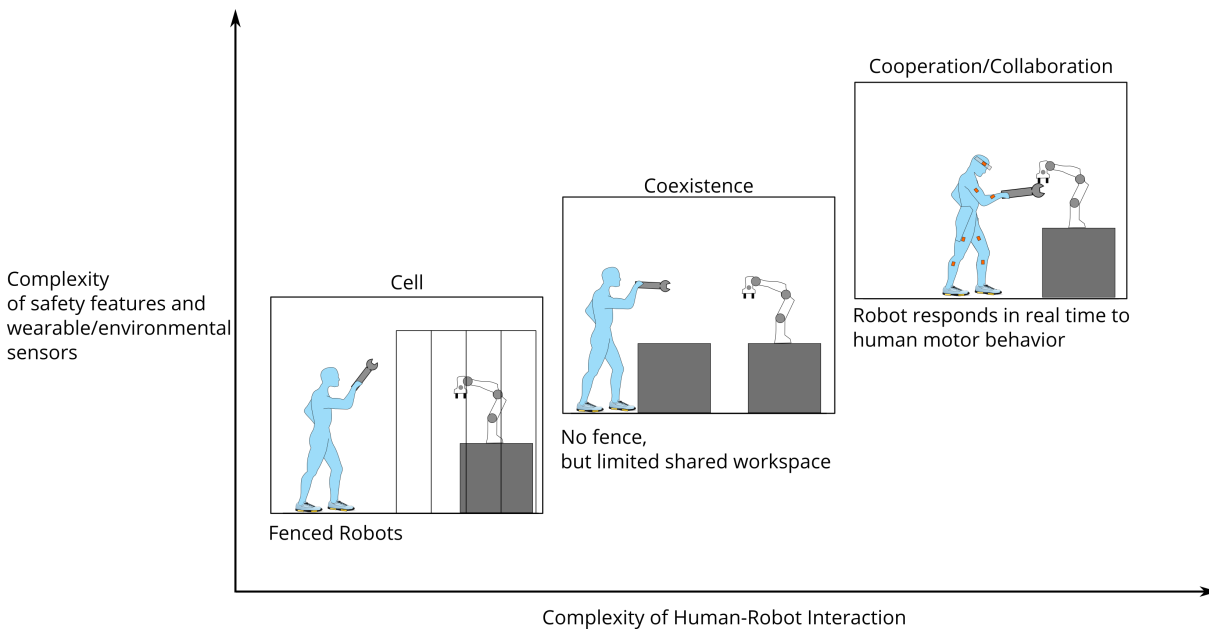 Cooperation/Collaboration
Coexistence
Cell
Complexity
of safety features and
wearable/environmental
sensors
Robot responds in real time to
human motor behavior
No fence,
but limited shared workspace
Fenced Robots
Complexity of Human-Robot Interaction